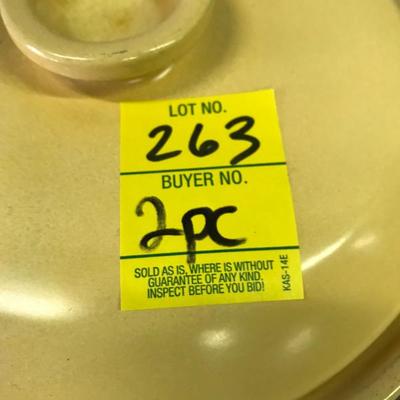 LOT NO.
263
BUYER NO.
2pc
SOLD AS IS, WHERE IS WITHOUT
GUARANTEE OF ANY KIND.
INSPECT BEFORE YOU BID!
KAS-14E